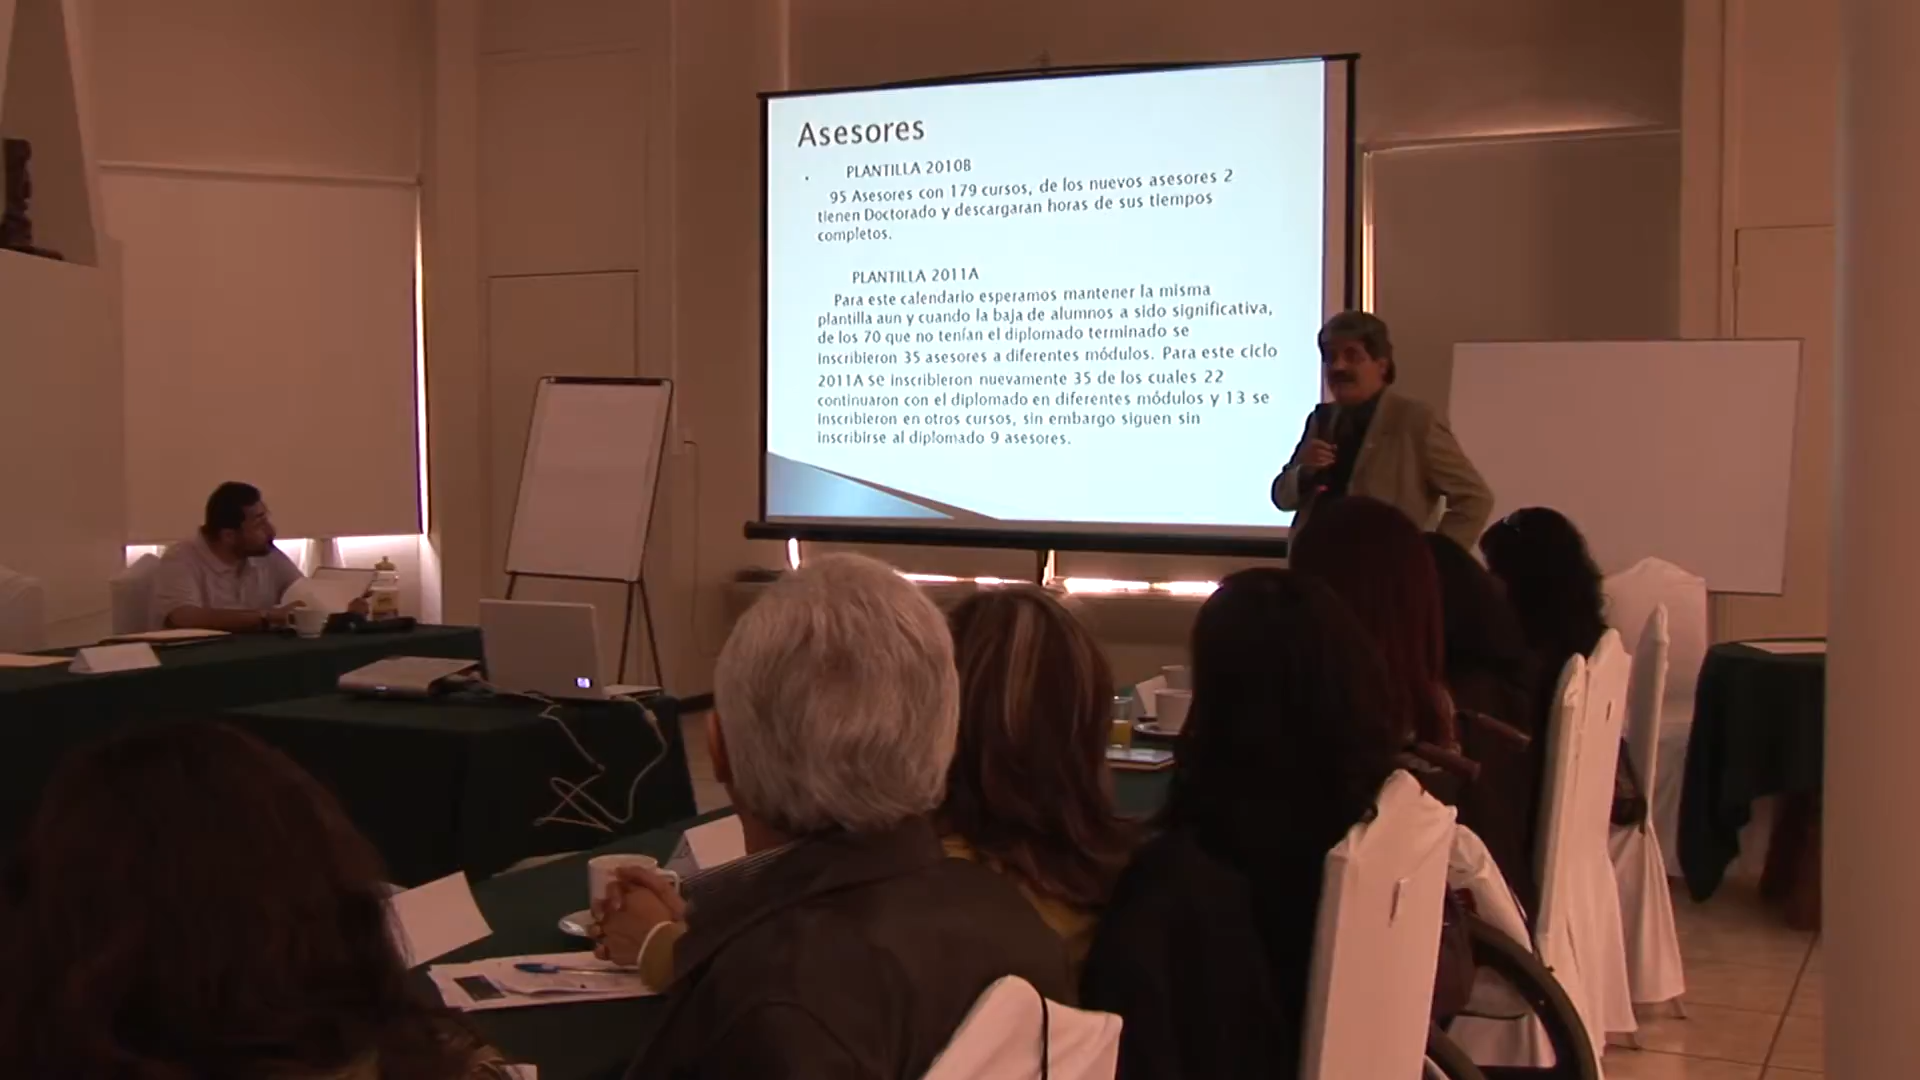 Asesores
PLANTILLA 2010B
95 Asesores con 179 cursos, de los nuevos asesores 2
tienen Doctorado y descargaran horas de sus tiempos
completos.
PLANTILLA 2011A
Para este calendario esperamos mantener la misma
plantilla aun y cuando la baja de alumnos a sido significativa,
de los 70 que no tenían el diplomado terminado se
inscribieron 35 asesores a diferentes módulos. Para este ciclo
2011A se inscribieron nuevamente 35 de los cuales 22
continuaron con el diplomado en diferentes módulos y 13 se
inscribieron en otros cursos, sin embargo siguen sin
inscribirse al diplomado 9 asesores.
hp